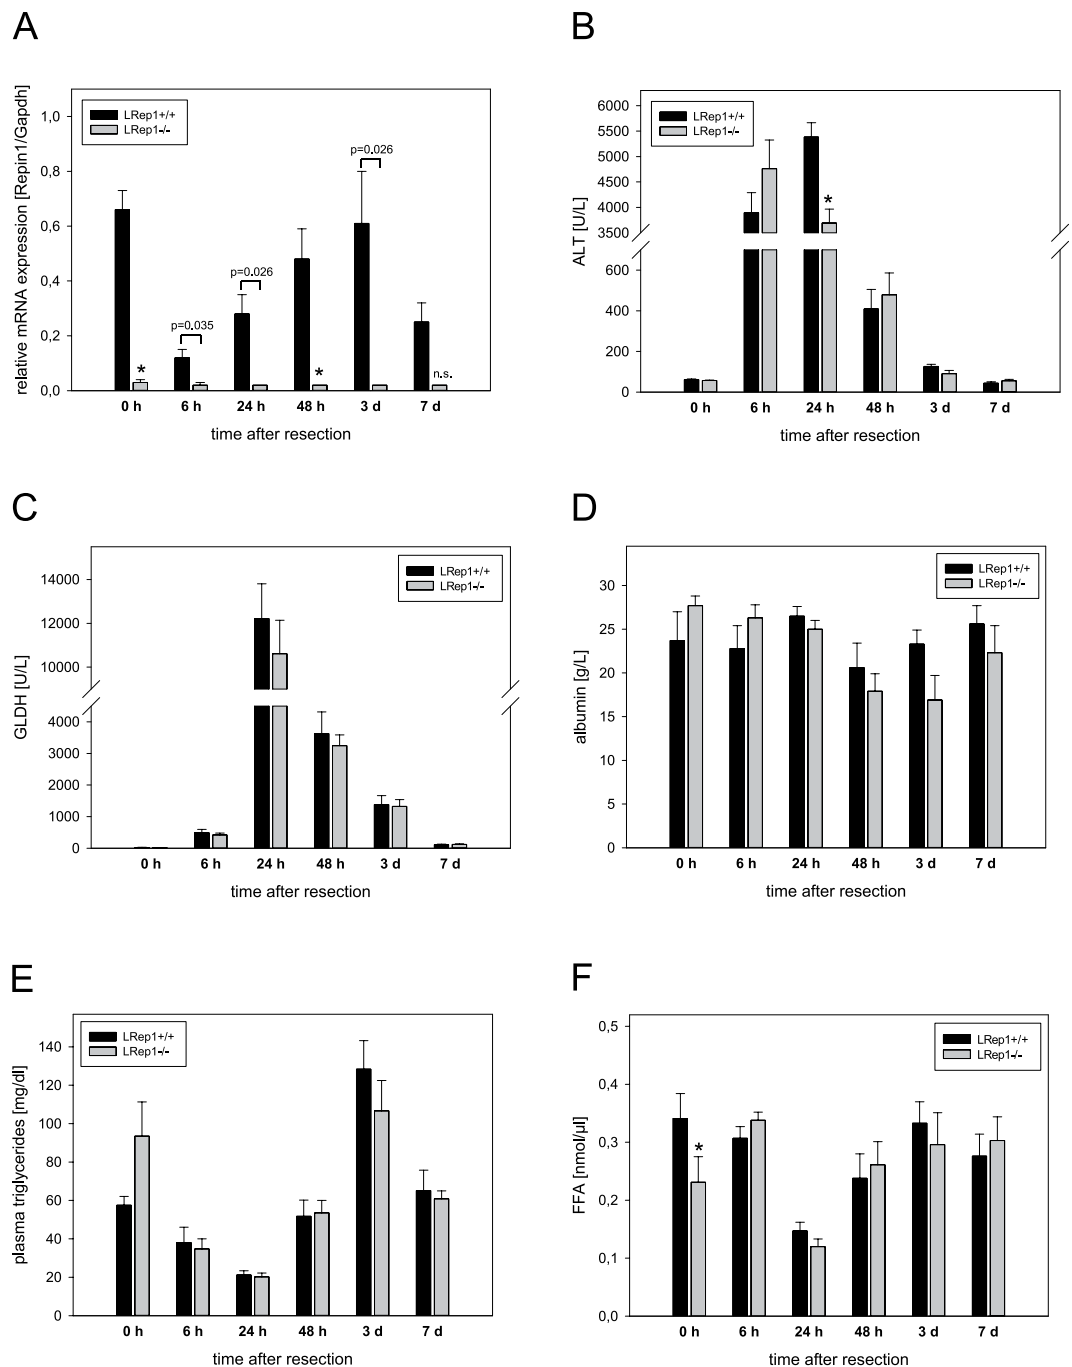 A
relative mRNA expression [Repin1/Gapdh]
1,0
0,8
0,6
0,4
0,2
0,0
LRep1+/+
LRep1-/-
*
p=0.035
p=0.026
*
p=0.026
n.s.
0 h 6 h 24 h 48 h 3 d 7 d
time after resection
B
ALT [U/L]
6000
5500
5000
4500
4000
3500
600
400
200
0
LRep1+/+
LRep1-/-
*
0 h 6 h 24 h 48 h 3 d 7 d
time after resection
C
GLDH [U/L]
14000
12000
10000
4000
3000
2000
1000
0
LRep1+/+
LRep1-/-
0 h 6 h 24 h 48 h 3 d 7 d
time after resection
D
albumin [g/L]
30
25
20
15
10
5
0
LRep1+/+
LRep1-/-
0 h 6 h 24 h 48 h 3 d 7 d
time after resection
E
plasma triglycerides [mg/dl]
140
120
100
80
60
40
20
0
LRep1+/+
LRep1-/-
0 h 6 h 24 h 48 h 3 d 7 d
time after resection
F
FFA [nmol/µl]
0,5
0,4
0,3
0,2
0,1
0,0
LRep1+/+
LRep1-/-
*
0 h 6 h 24 h 48 h 3 d 7 d
time after resection